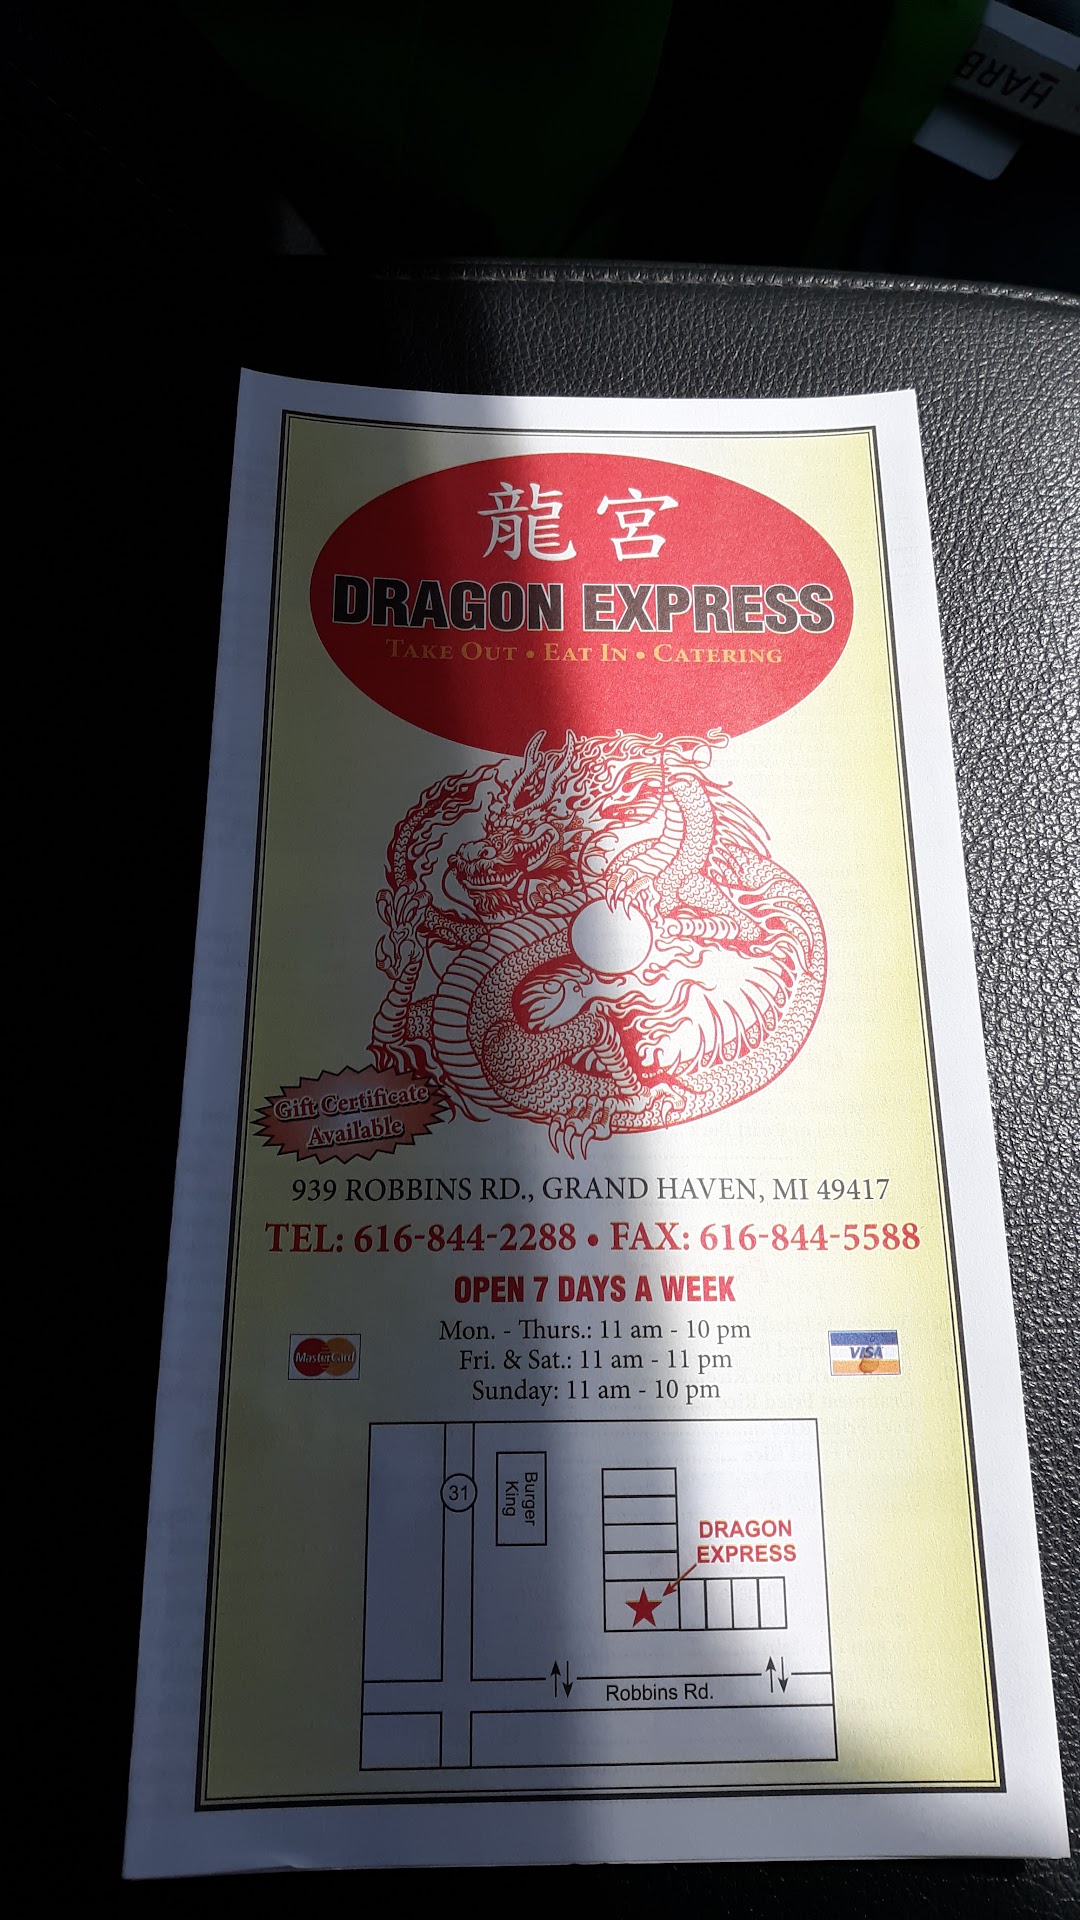 HARB
龍宮
DRAGON EXPRESS
TAKE OUT • EAT IN • CATERING
Gift Certificate
Available
939 ROBBINS RD., GRAND HAVEN, MI 49417
TEL: 616-844-2288 • FAX: 616-844-5588
OPEN 7 DAYS A WEEK
Mon. - Thurs.: 11 am - 10 pm
Fri. & Sat.: 11 am - 11 pm
Sunday: 11 am - 10 pm
MasterCard
VISA
31
Burger
King
DRAGON
EXPRESS
Robbins Rd.